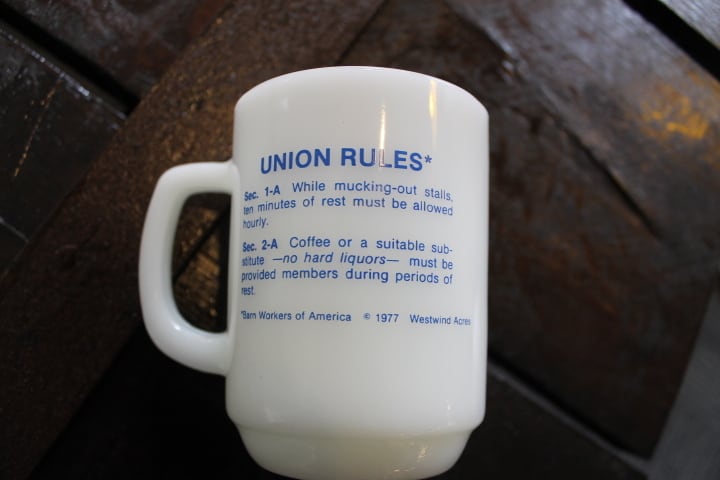 UNION RULES*
Sec. 1-A While mucking-out stalls,
ten minutes of rest must be allowed
hourly.
Sec. 2-A Coffee or a suitable sub-
stitute —no hard liquors— must be
provided members during periods of
rest.
*Barn Workers of America © 1977 Westwind Acres